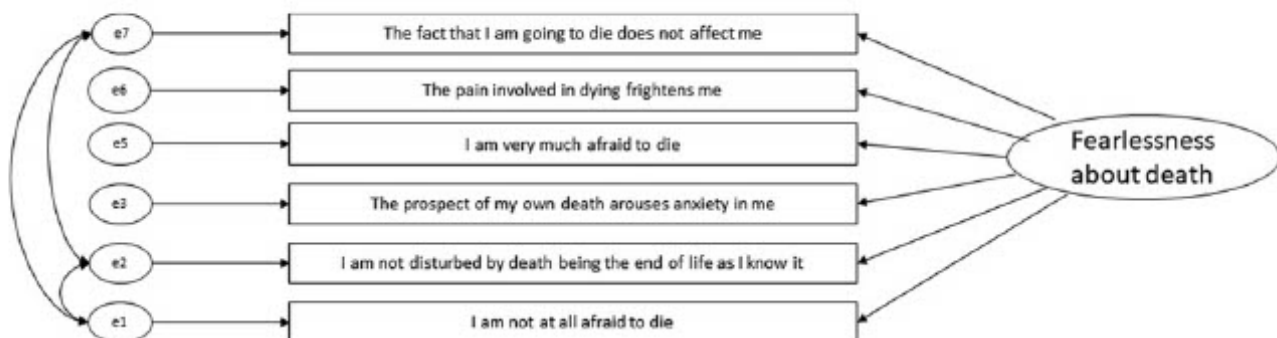 e7
The fact that I am going to die does not affect me
e6
The pain involved in dying frightens me
e5
I am very much afraid to die
Fearlessness
about death
e3
The prospect of my own death arouses anxiety in me
e2
I am not disturbed by death being the end of life as I know it
e1
I am not at all afraid to die